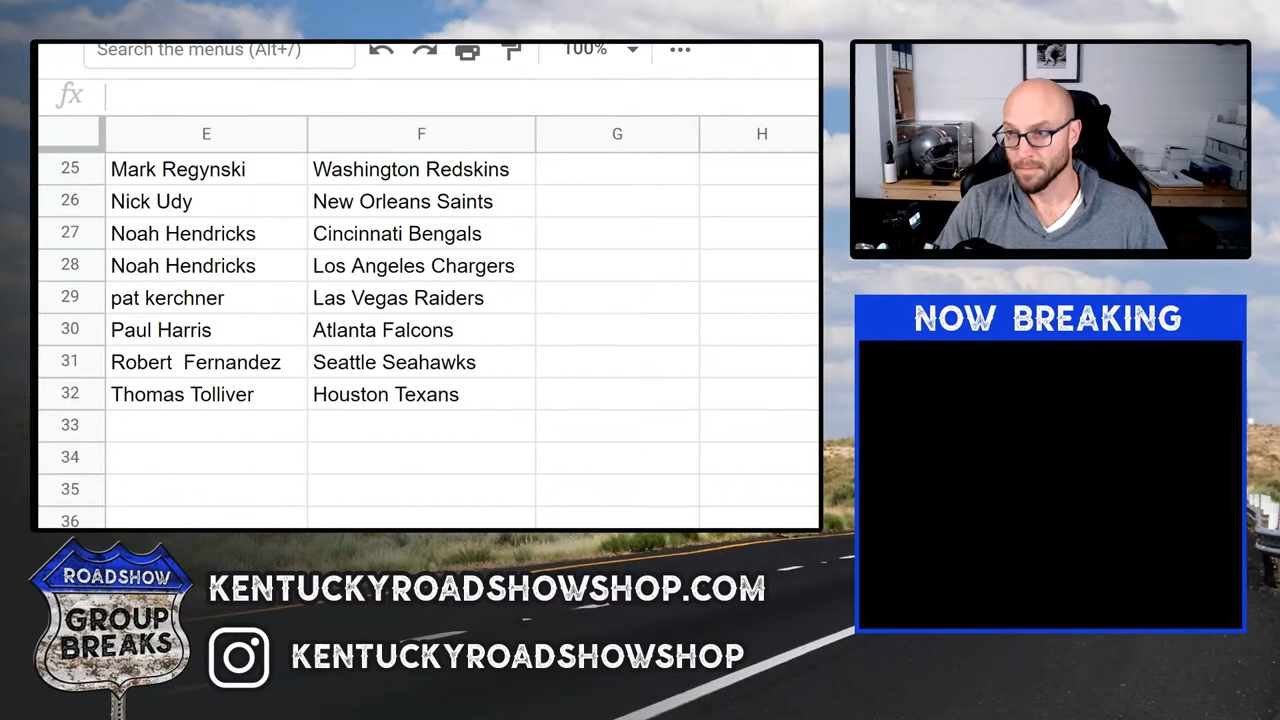 Search the menus (Alt+/)
100%
fx
E F G H
25 Mark Regynski Washington Redskins
26 Nick Udy New Orleans Saints
27 Noah Hendricks Cincinnati Bengals
28 Noah Hendricks Los Angeles Chargers
29 pat kerchner Las Vegas Raiders
30 Paul Harris Atlanta Falcons
31 Robert  Fernandez Seattle Seahawks
32 Thomas Tolliver Houston Texans
33
34
35
36
NOW BREAKING
ROADSHOW
GROUP
BREAKS
KENTUCKYROADSHOWSHOP.COM
KENTUCKYROADSHOWSHOP